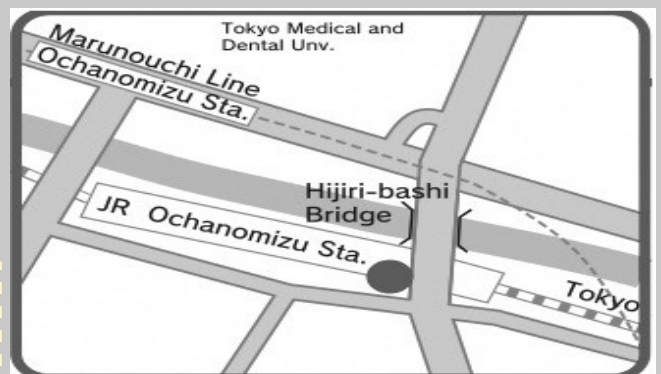 Tokyo Medical and
Dental Unv.
Marunouchi Line
Ochanomizu Sta.
Hijiri-bashi
Bridge
JR Ochanomizu Sta.
Tokyo